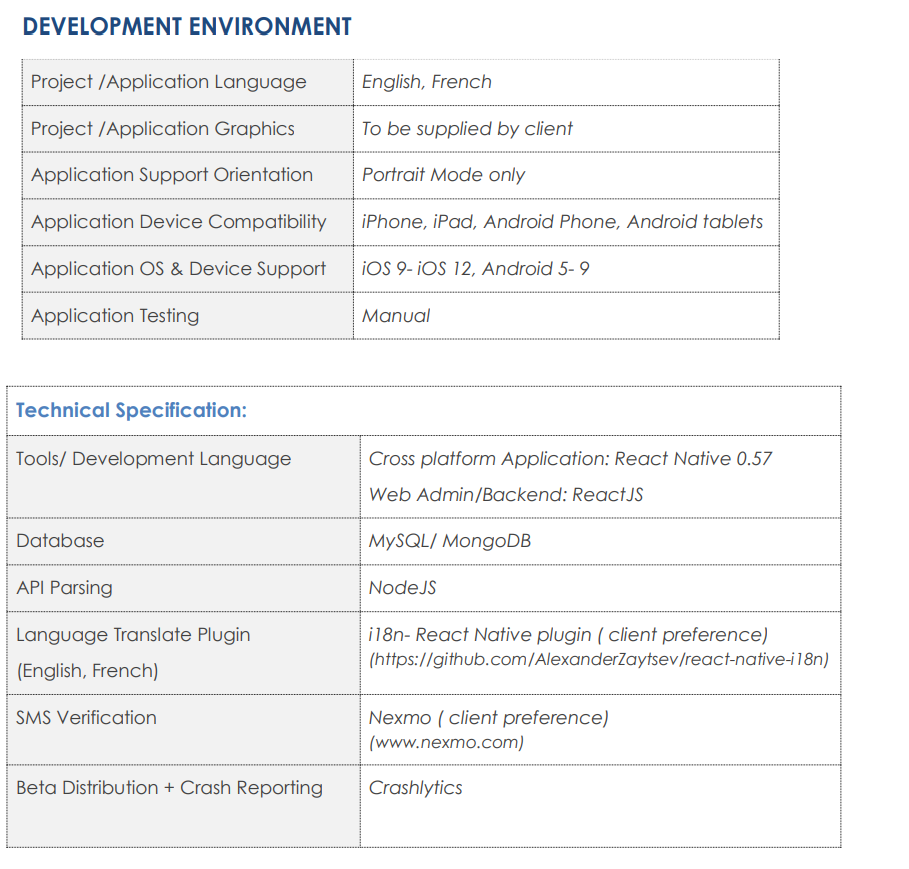 DEVELOPMENT ENVIRONMENT
Project /Application Language English, French
Project /Application Graphics To be supplied by client
Application Support Orientation Portrait Mode only
Application Device Compatibility iPhone, iPad, Android Phone, Android tablets
Application OS & Device Support iOS 9- iOS 12, Android 5- 9
Application Testing Manual
Technical Specification:
Tools/ Development Language Cross platform Application: React Native 0.57
Web Admin/Backend: ReactJS
Database MySQL/ MongoDB
API Parsing NodeJS
Language Translate Plugin i18n- React Native plugin ( client preference)
(English, French) (https://github.com/AlexanderZaytsev/react-native-i18n)
SMS Verification Nexmo ( client preference)
(www.nexmo.com)
Beta Distribution + Crash Reporting Crashlytics